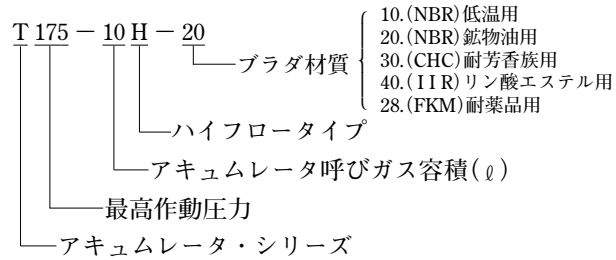 T 175 − 10 H − 20
ブラダ材質
10.(NBR)低温用
20.(NBR)鉱物油用
30.(CHC)耐芳香族用
40.(IIR)リン酸エステル用
28.(FKM)耐薬品用
ハイフロータイプ
アキュムレータ呼びガス容積(ℓ)
最高作動圧力
アキュムレータ・シリーズ